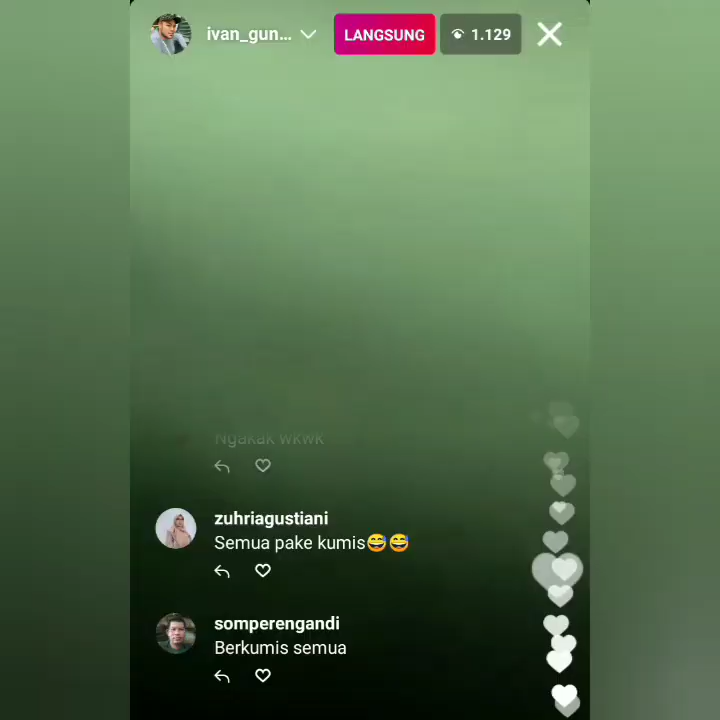 ivan_gun...
LANGSUNG
1.129
Ngakak wkwk
zuhriagustiani
Semua pake kumis😅😅
somperengandi
Berkumis semua